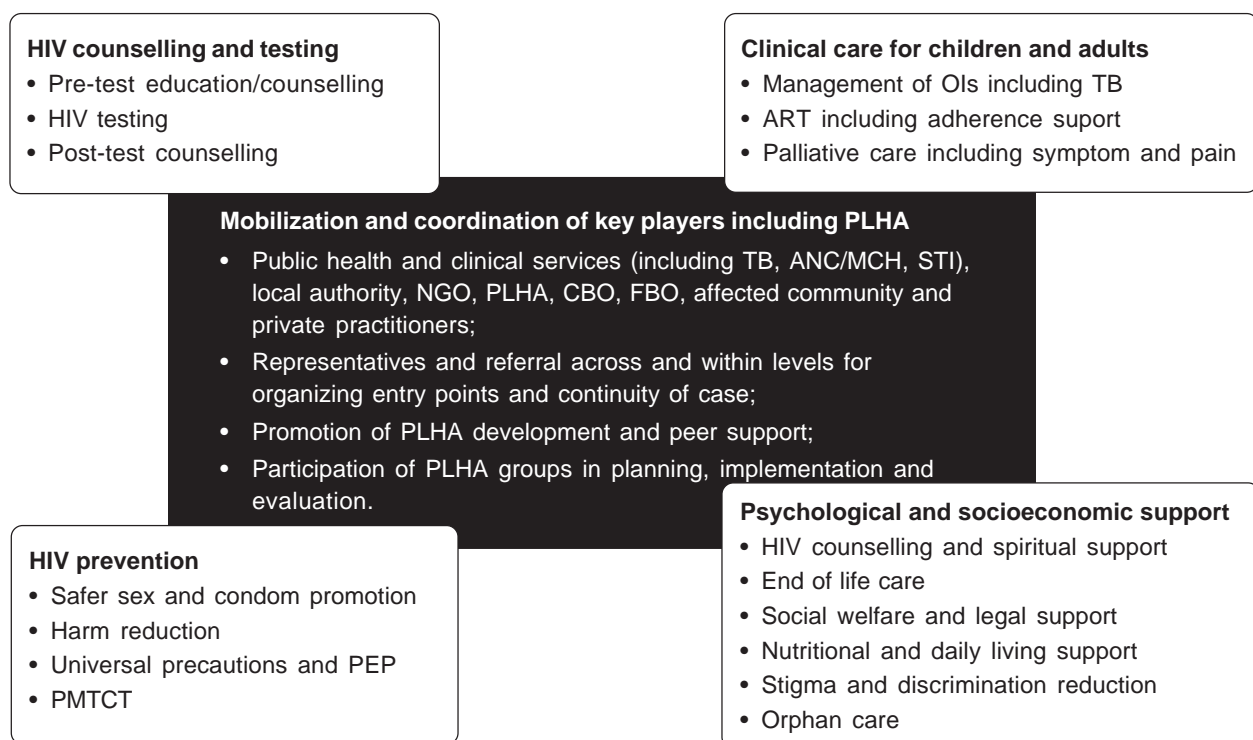 HIV counselling and testing
• Pre-test education/counselling
• HIV testing
• Post-test counselling
Clinical care for children and adults
• Management of OIs including TB
• ART including adherence suport
• Palliative care including symptom and pain
Mobilization and coordination of key players including PLHA
• Public health and clinical services (including TB, ANC/MCH, STI),
local authority, NGO, PLHA, CBO, FBO, affected community and
private practitioners;
• Representatives and referral across and within levels for
organizing entry points and continuity of case;
• Promotion of PLHA development and peer support;
• Participation of PLHA groups in planning, implementation and
evaluation.
HIV prevention
• Safer sex and condom promotion
• Harm reduction
• Universal precautions and PEP
• PMTCT
Psychological and socioeconomic support
• HIV counselling and spiritual support
• End of life care
• Social welfare and legal support
• Nutritional and daily living support
• Stigma and discrimination reduction
• Orphan care